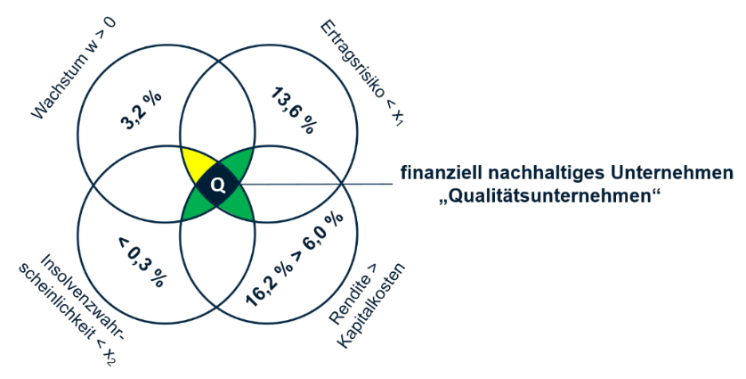 Wachstum w > 0
Ertragsrisiko < x₁
3,2 %
13,6 %
Q
finanziell nachhaltiges Unternehmen
„Qualitätsunternehmen“
< 0,3 %
16,2 % > 6,0 %
Insolvenzwahr-
scheinlichkeit < x₂
Rendite >
Kapitalkosten